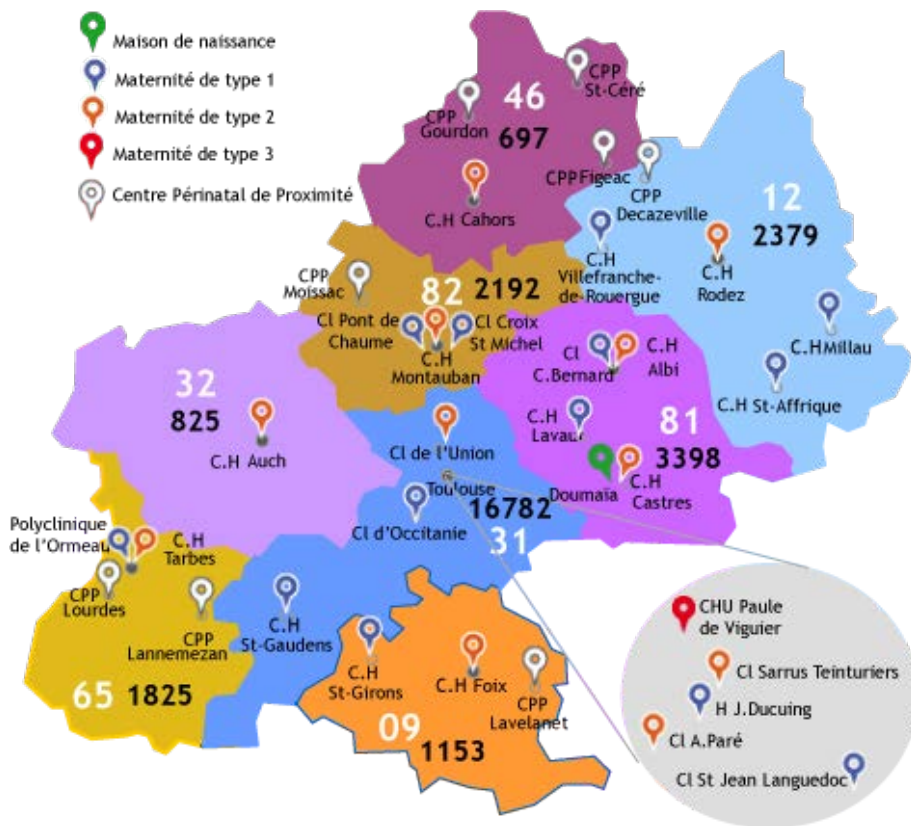 Maison de naissance
Maternité de type 1
Maternité de type 2
Maternité de type 3
Centre Périnatal de Proximité
46
697
CPP
St-Céré
CPP
Gourdon
CPP Figeac
CPP
Decazeville
C.H Cahors
12
2379
C.H
Villefranche-
de-Rouergue
C.H
Rodez
C.H Millau
C.H St-Affrique
CPP
Moissac
82 2192
Cl Pont de
Chaume
Cl Croix
St Michel
C.H
Montauban
Cl
C.Bernard
C.H
Albi
C.H
Lavaur
81
3398
Doumaïa
C.H
Castres
32
825
C.H Auch
Cl de l'Union
Toulouse
16782
31
Cl d'Occitanie
Polyclinique
de l'Ormeau
C.H
Tarbes
CPP
Lourdes
CPP
Lannemezan
65 1825
C.H
St-Gaudens
C.H
St-Girons
C.H Foix
CPP
Lavelanet
09
1153
CHU Paule
de Viguier
Cl Sarrus Teinturiers
H J.Ducuing
Cl A.Paré
Cl St Jean Languedoc